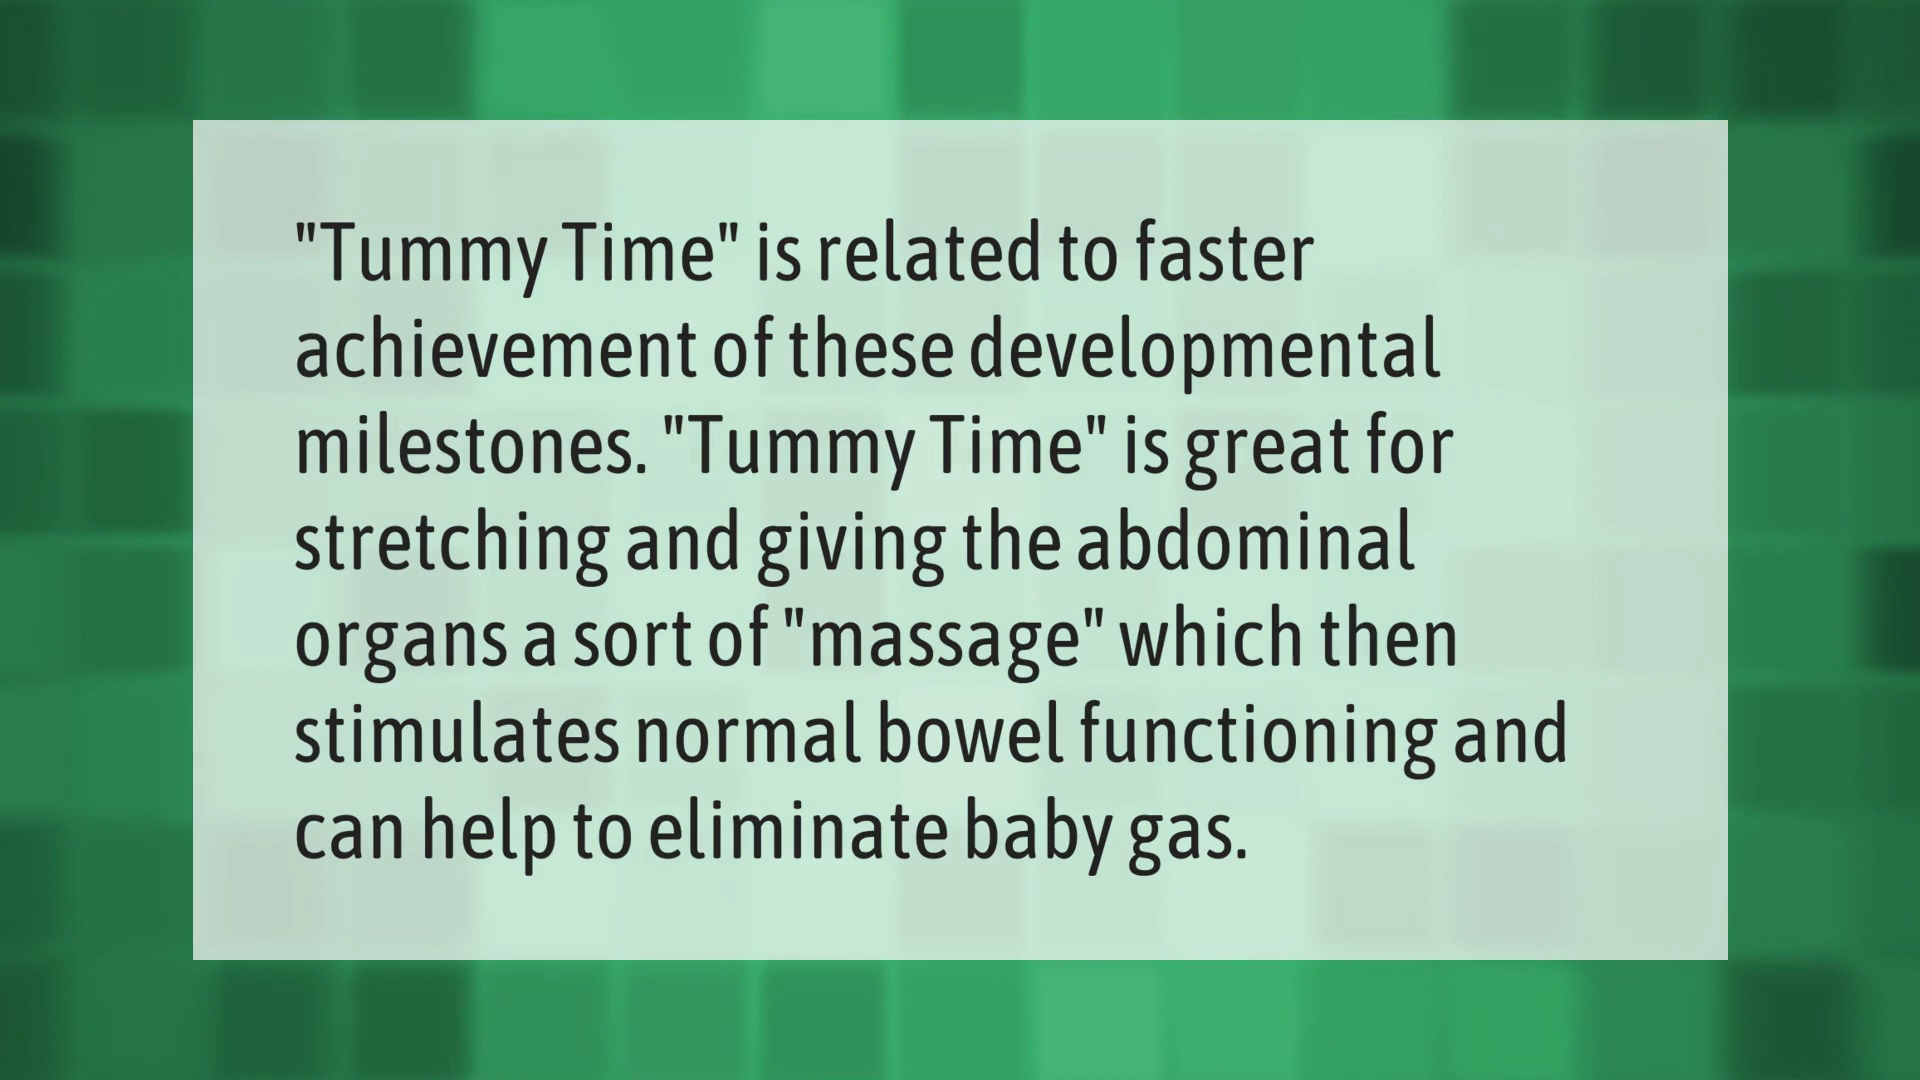 "Tummy Time" is related to faster
achievement of these developmental
milestones. "Tummy Time" is great for
stretching and giving the abdominal
organs a sort of "massage" which then
stimulates normal bowel functioning and
can help to eliminate baby gas.